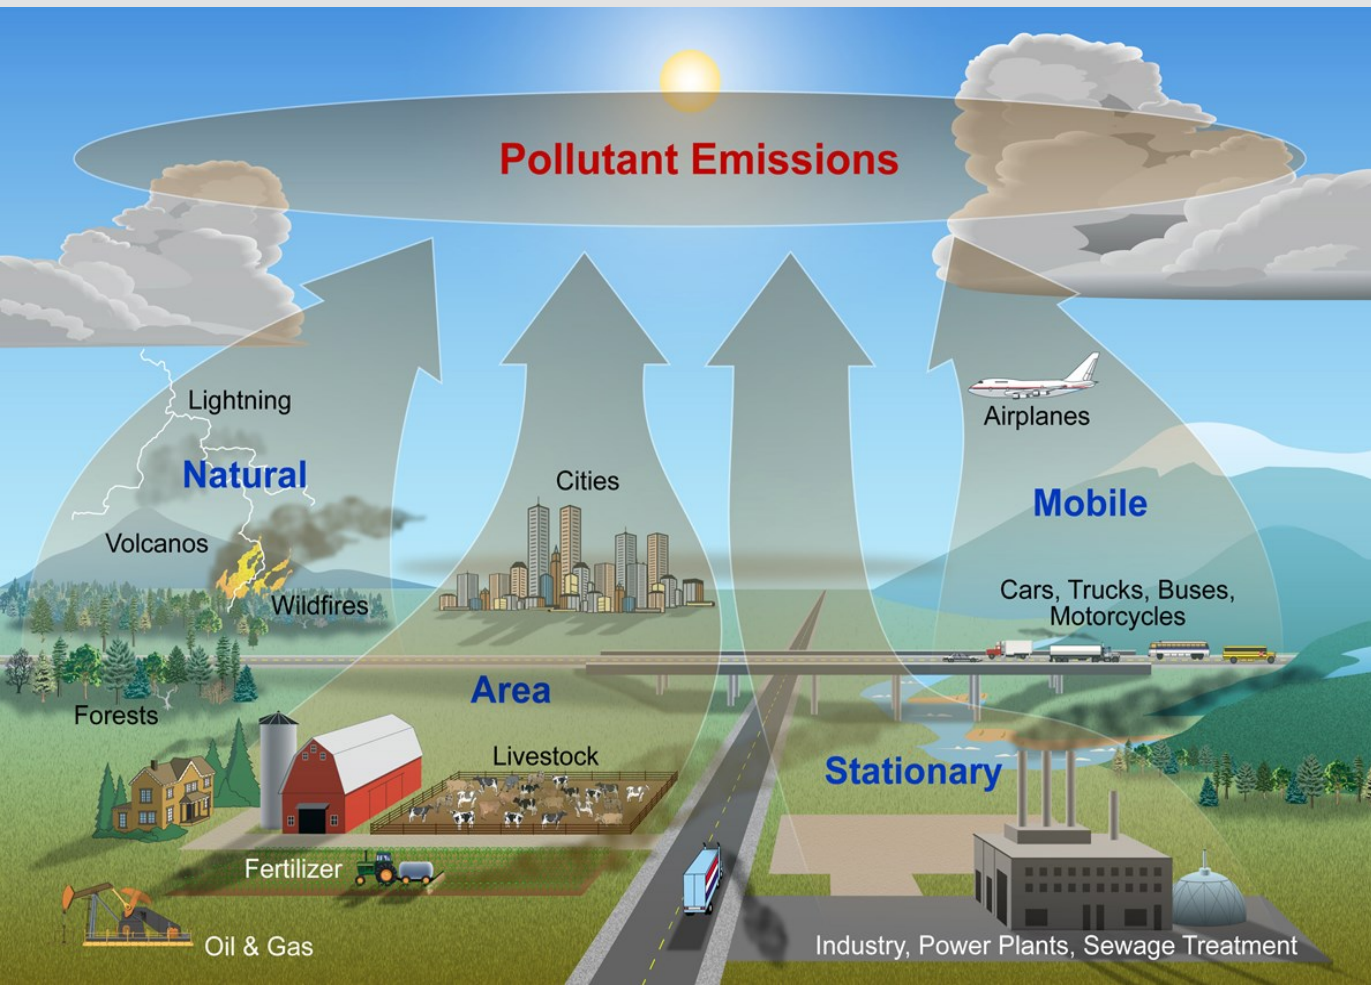 Pollutant Emissions
Lightning
Natural
Volcanos
Wildfires
Forests
Cities
Area
Livestock
Fertilizer
Oil & Gas
Airplanes
Mobile
Cars, Trucks, Buses,
Motorcycles
Stationary
Industry, Power Plants, Sewage Treatment